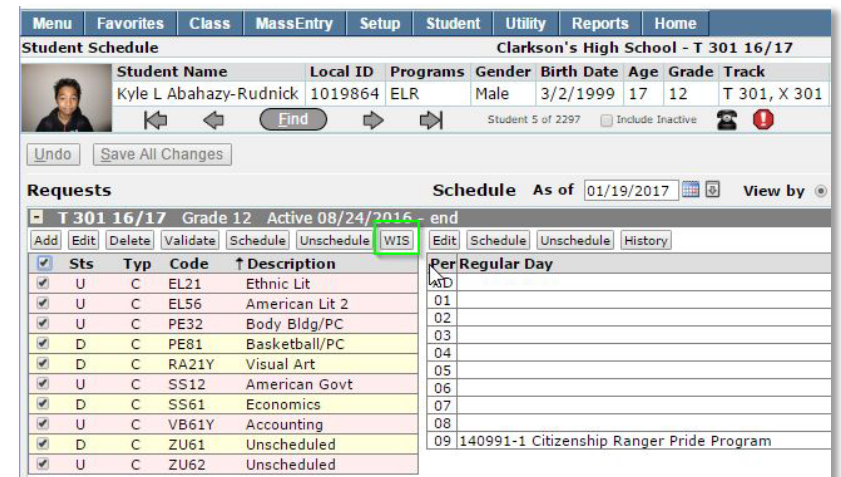 Menu Favorites Class MassEntry Setup Student Utility Reports Home
Student Schedule Clarkson's High School - T 301 16/17
Student Name Local ID Programs Gender Birth Date Age Grade Track
Kyle L Abahazy-Rudnick 1019864 ELR Male 3/2/1999 17 12 T 301, X 301
Find Student 5 of 2297 Include Inactive
Undo Save All Changes
Requests Schedule As of 01/19/2017 View by
- T 301 16/17 Grade 12 Active 08/24/2016 - end
Add Edit Delete Validate Schedule Unschedule WIS Edit Schedule Unschedule History
Sts Typ Code ↑ Description Per Regular Day
U C EL21 Ethnic Lit
U C EL56 American Lit 2 01
U C PE32 Body Bldg/PC 02
D C PE81 Basketball/PC 03
D C RA21Y Visual Art 04
U C SS12 American Govt 05
D C SS61 Economics 06
U C VB61Y Accounting 07
D C ZU61 Unscheduled 08
U C ZU62 Unscheduled 09 140991-1 Citizenship Ranger Pride Program